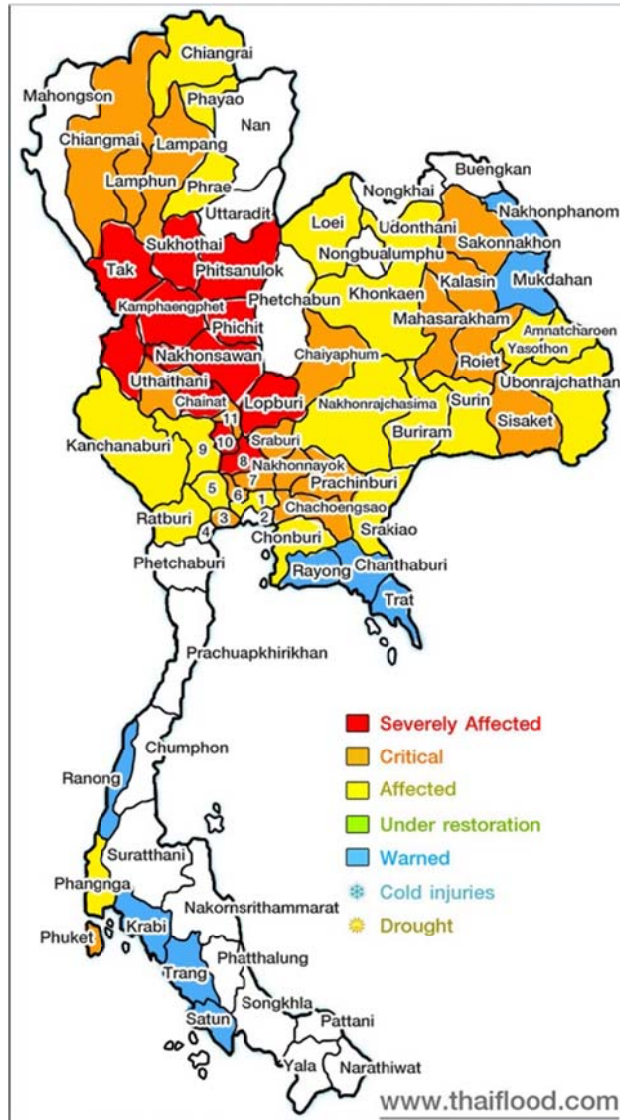 Chiangrai
Mahongson
Phayao
Nan
Chiangmai
Lampang
Lamphun
Phrae
Buengkan
Nongkhai
Uttaradit
Loei
Udonthani
Nakhonphanom
Sukhothai
Sakonnakhon
Nongbualumphu
Tak
Phitsanulok
Mukdahan
Kalasin
Khonkaen
Phetchabun
Kamphaengphet
Phichit
Mahasarakham
Amnatcharoen
Nakhonsawan
Chaiyaphum
Roiet
Yasothon
Uthaithani
Ubonrajchathan
Chainat
Lopburi
Nakhonrajchasima
Surin
11
Sisaket
Kanchanaburi
9
10
Sraburi
Buriram
8
Nakhonnayok
7
Prachinburi
5
6
1
Chachoengsao
Ratburi
3
2
4
Chonburi
Srakiao
Phetchaburi
Rayong
Chanthaburi
Trat
Prachuapkhirikhan
Severely Affected
Chumphon
Critical
Ranong
Affected
Under restoration
Suratthani
Warned
Phangnga
Cold injuries
Nakornsrithammarat
Krabi
Drought
Phuket
Phatthalung
Trang
Songkhla
Satun
Pattani
Yala
Narathiwat
www.thaiflood.com